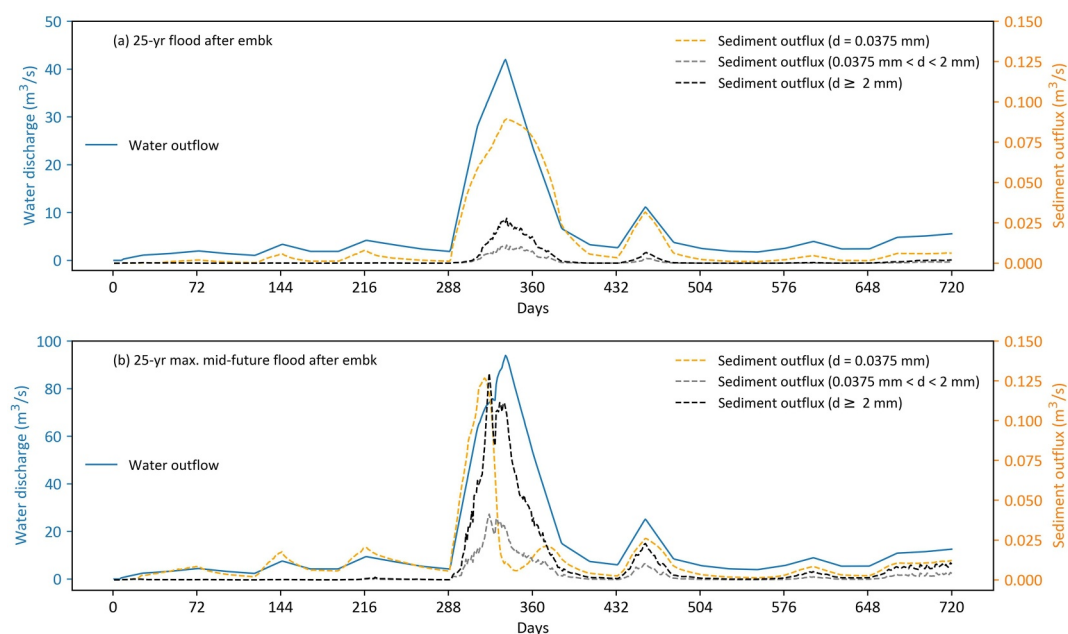 (a) 25-yr flood after embk
Sediment outflux (d = 0.0375 mm)
Sediment outflux (0.0375 mm < d < 2 mm)
Sediment outflux (d ≥ 2 mm)
Water outflow
Water discharge (m³/s)
50
40
30
20
10
0
Sediment outflux (m³/s)
0.150
0.125
0.100
0.075
0.050
0.025
0.000
0 72 144 216 288 360 432 504 576 648 720
Days
(b) 25-yr max. mid-future flood after embk
Sediment outflux (d = 0.0375 mm)
Sediment outflux (0.0375 mm < d < 2 mm)
Sediment outflux (d ≥ 2 mm)
Water outflow
Water discharge (m³/s)
100
80
60
40
20
0
Sediment outflux (m³/s)
0.150
0.125
0.100
0.075
0.050
0.025
0.000
0 72 144 216 288 360 432 504 576 648 720
Days